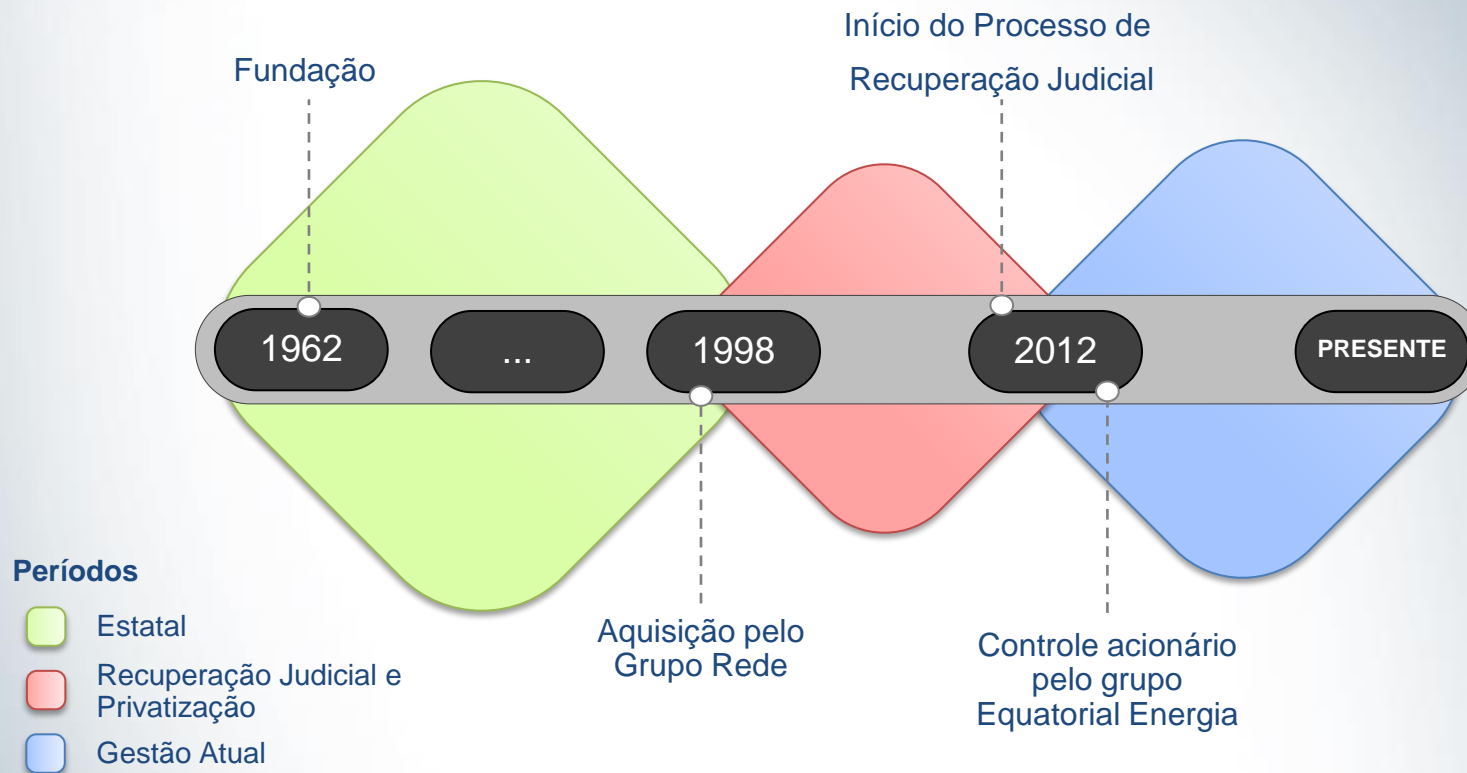 Início do Processo de
Recuperação Judicial
Fundação
1962
...
1998
2012
PRESENTE
Aquisição pelo
Grupo Rede
Controle acionário
pelo grupo
Equatorial Energia
Períodos
Estatal
Recuperação Judicial e
Privatização
Gestão Atual